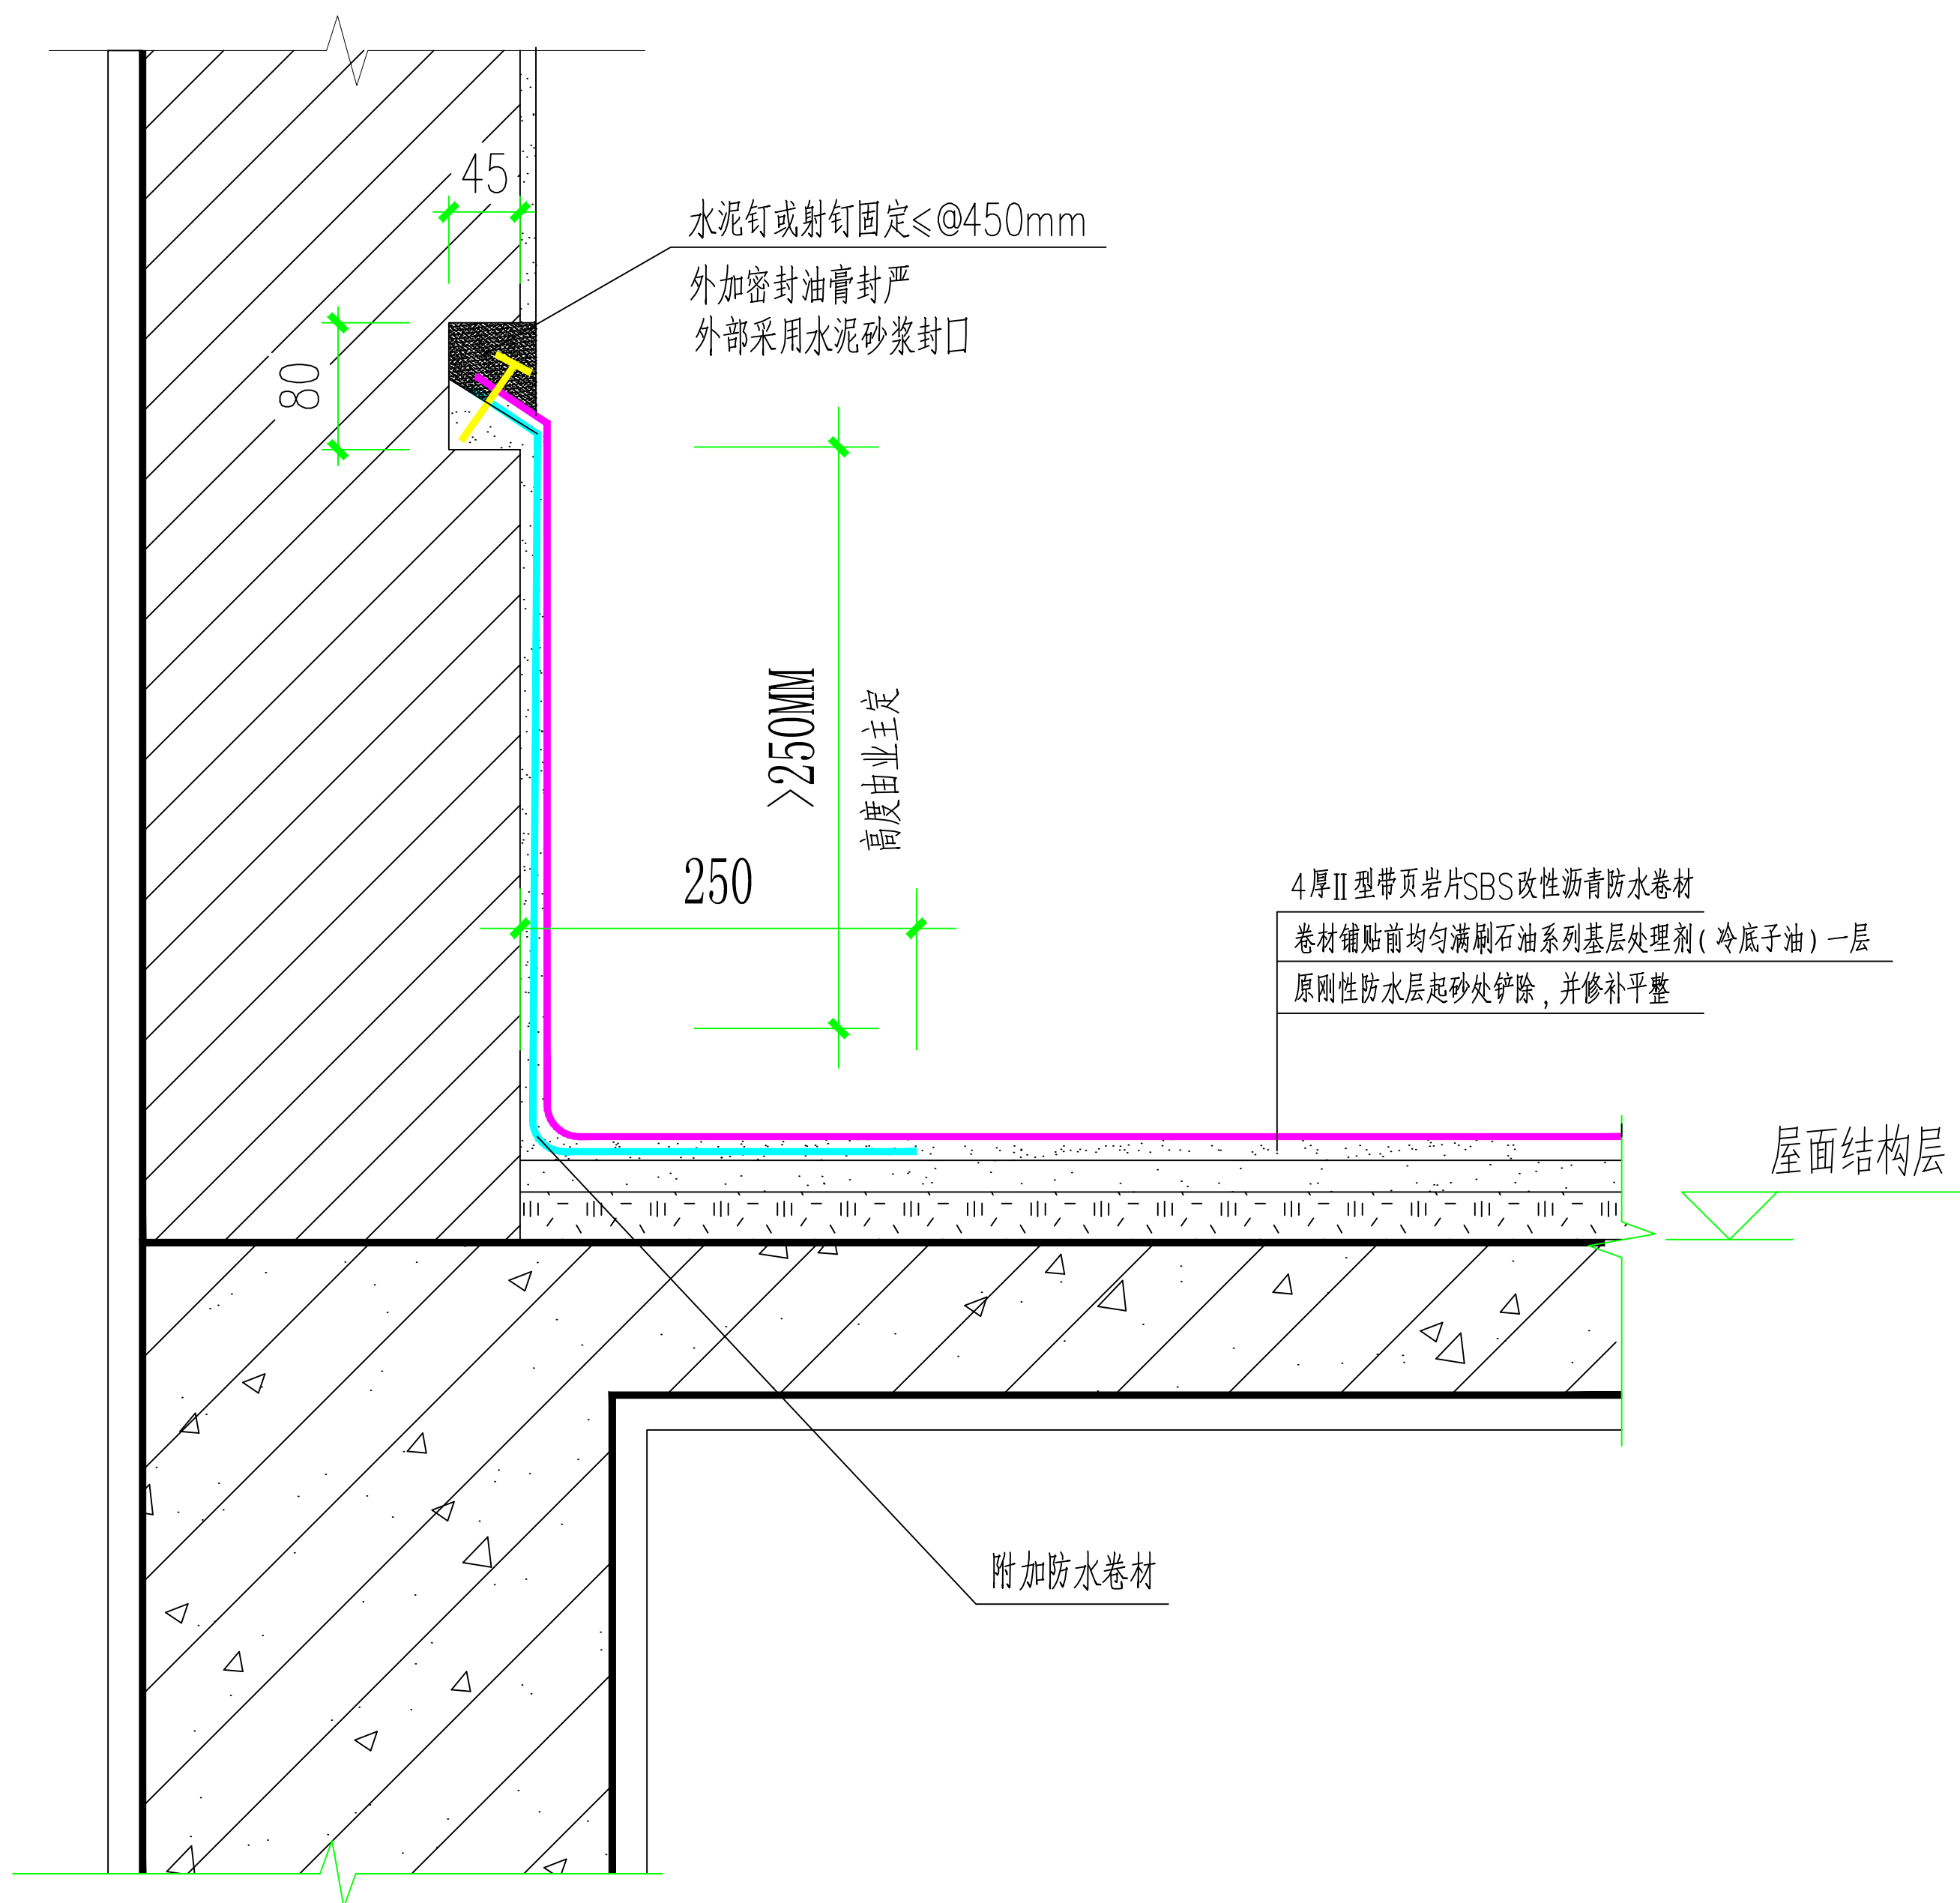 45
水泥钉或射钉固定≤@450mm
外加密封油膏封严
外部采用水泥砂浆封口
80
>250MM
高度由业主定
250
4厚II型带页岩片SBS改性沥青防水卷材
卷材铺贴前均匀满刷石油系列基层处理剂(冷底子油)一层
原刚性防水层起砂处铲除,并修补平整
屋面结构层
附加防水卷材